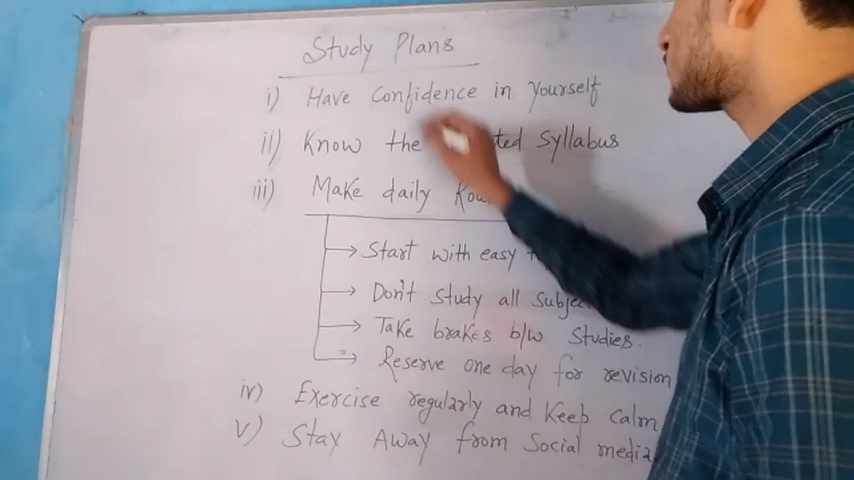 Study Plans
i) Have Confidence in yourself
ii) Know the Syllabus
iii) Make daily
→ Start with easy
→ Don't Study all
→ Take brakes b/w Studies.
→ Reserve one day for revision
iv) Exercise regularly and Keep Calm
v) Stay Away from Social media